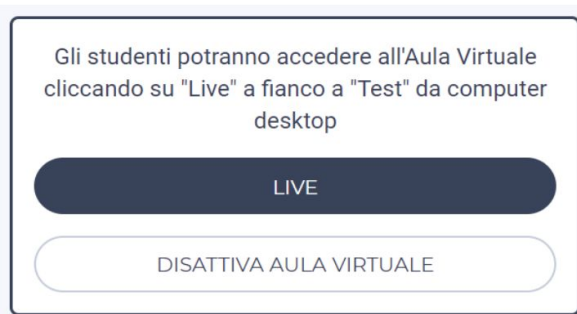 Gli studenti potranno accedere all'Aula Virtuale
cliccando su "Live" a fianco a "Test" da computer
desktop
LIVE
DISATTIVA AULA VIRTUALE